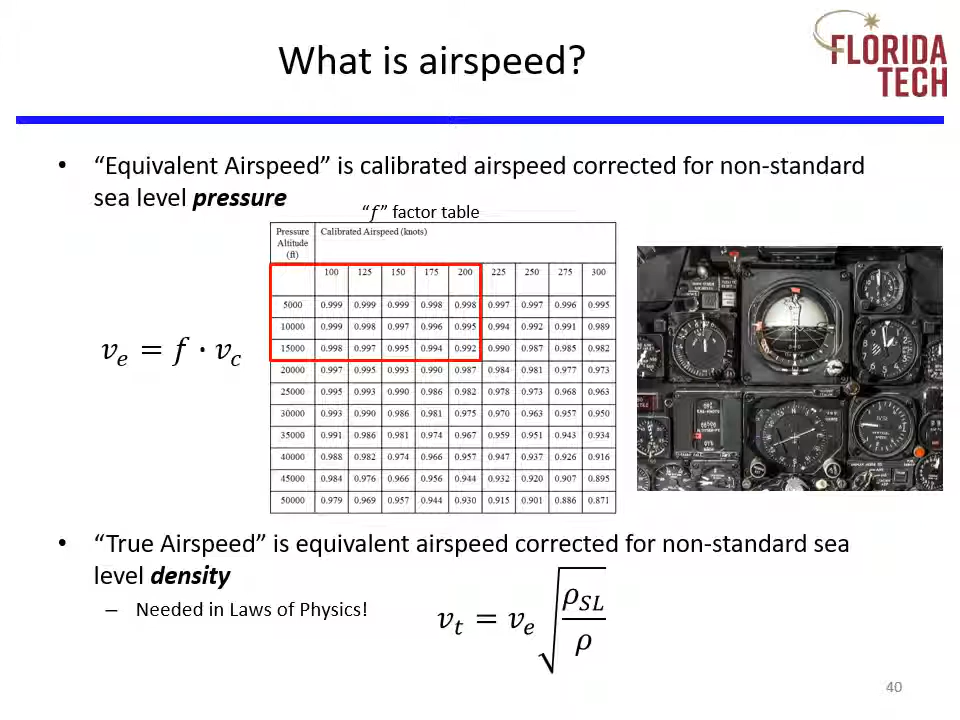 What is airspeed?
FLORIDA
TECH
• “Equivalent Airspeed” is calibrated airspeed corrected for non-standard
sea level pressure
“f” factor table
Pressure Altitude (ft) Calibrated Airspeed (knots)
100 125 150 175 200 225 250 275 300
5000 0.999 0.999 0.999 0.998 0.998 0.997 0.997 0.996 0.995
10000 0.999 0.998 0.997 0.996 0.995 0.994 0.992 0.991 0.989
15000 0.998 0.997 0.995 0.994 0.992 0.990 0.987 0.985 0.982
20000 0.997 0.995 0.993 0.990 0.987 0.984 0.981 0.977 0.973
25000 0.995 0.993 0.990 0.986 0.982 0.978 0.973 0.968 0.963
30000 0.993 0.990 0.986 0.981 0.975 0.970 0.963 0.957 0.950
35000 0.991 0.986 0.981 0.974 0.967 0.959 0.951 0.943 0.934
40000 0.988 0.982 0.974 0.966 0.957 0.947 0.937 0.926 0.916
45000 0.984 0.976 0.966 0.956 0.944 0.932 0.920 0.907 0.895
50000 0.979 0.969 0.957 0.944 0.930 0.915 0.901 0.886 0.871
vₑ = f · v_c
• “True Airspeed” is equivalent airspeed corrected for non-standard sea
level density
– Needed in Laws of Physics!
vₜ = vₑ √(ρ_SL / ρ)
40